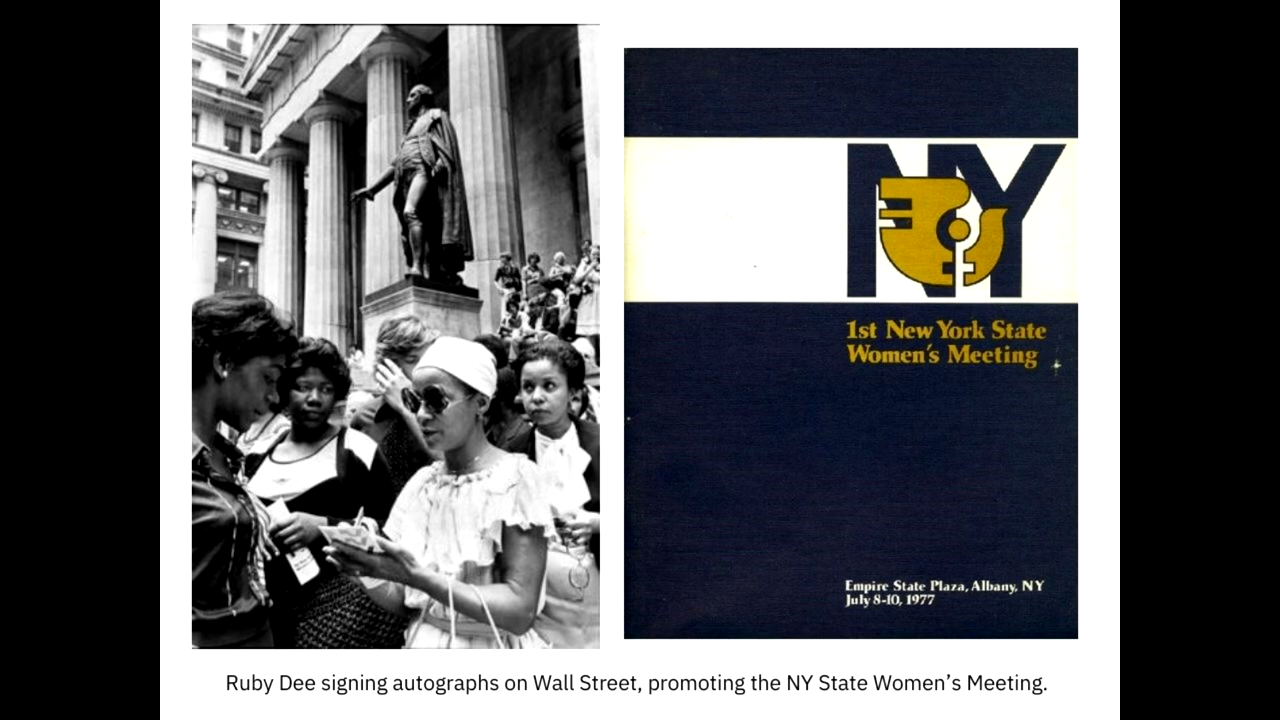 NY
1st New York State
Women's Meeting
Empire State Plaza, Albany, NY
July 8-10, 1977
Ruby Dee signing autographs on Wall Street, promoting the NY State Women’s Meeting.